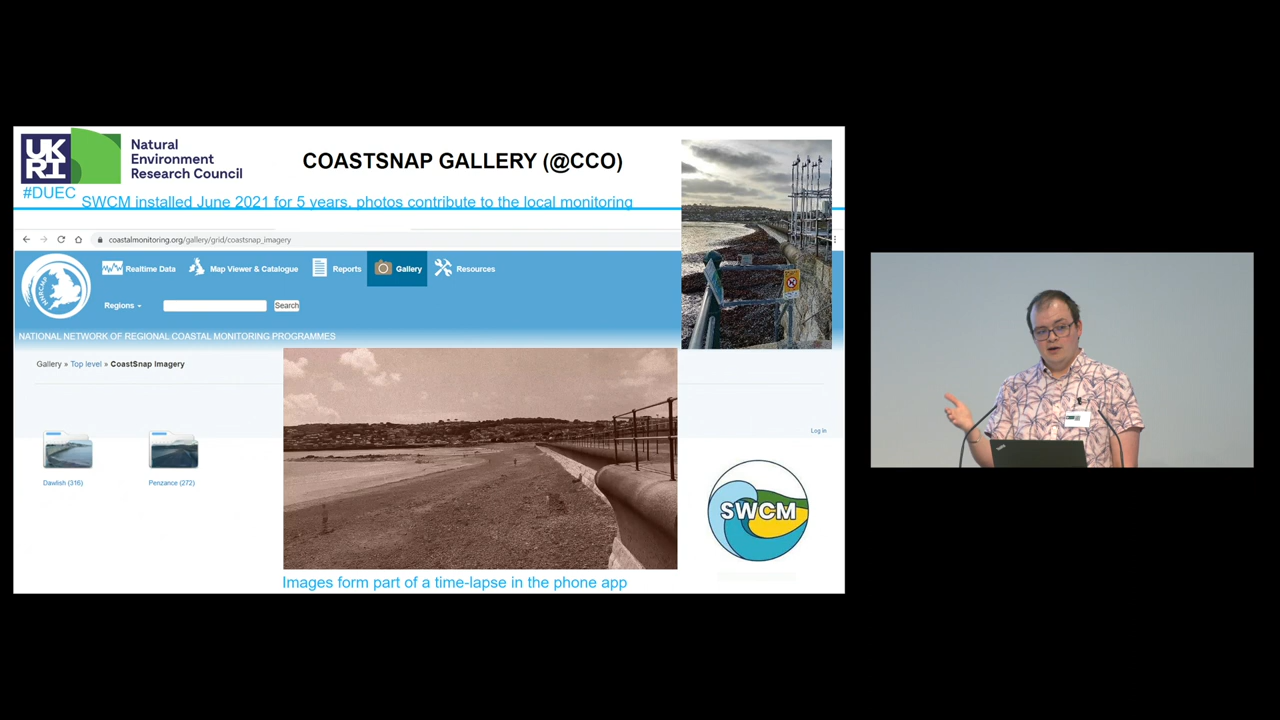 UK
RI
Natural
Environment
Research Council
COASTSNAP GALLERY (@CCO)
#DUEC
SWCM installed June 2021 for 5 years, photos contribute to the local monitoring
coastalmonitoring.org/gallery/grid/coastsnap_imagery
Realtime Data
Map Viewer & Catalogue
Reports
Gallery
Resources
Regions
Search
NATIONAL NETWORK OF REGIONAL COASTAL MONITORING PROGRAMMES
Gallery » Top level » CoastSnap Imagery
Log in
Dawlish (316)
Penzance (272)
SWCM
Images form part of a time-lapse in the phone app